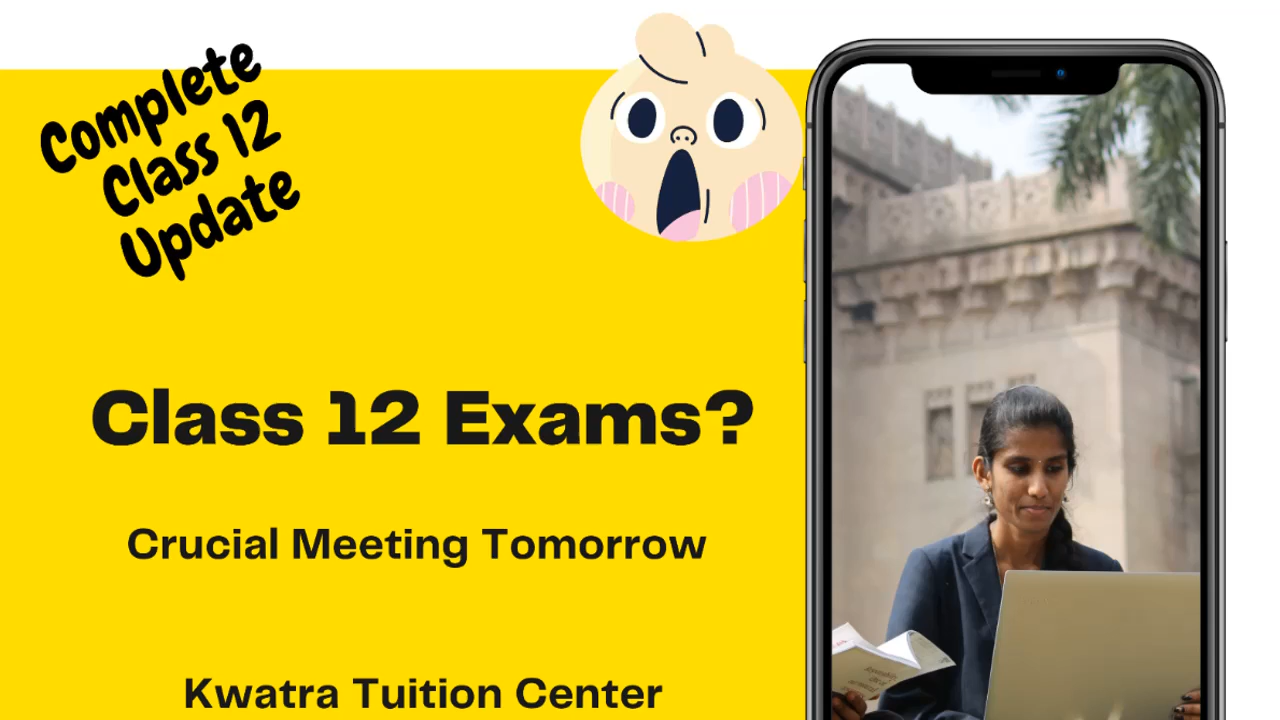 Complete
Class 12
Update
Class 12 Exams?
Crucial Meeting Tomorrow
Kwatra Tuition Center